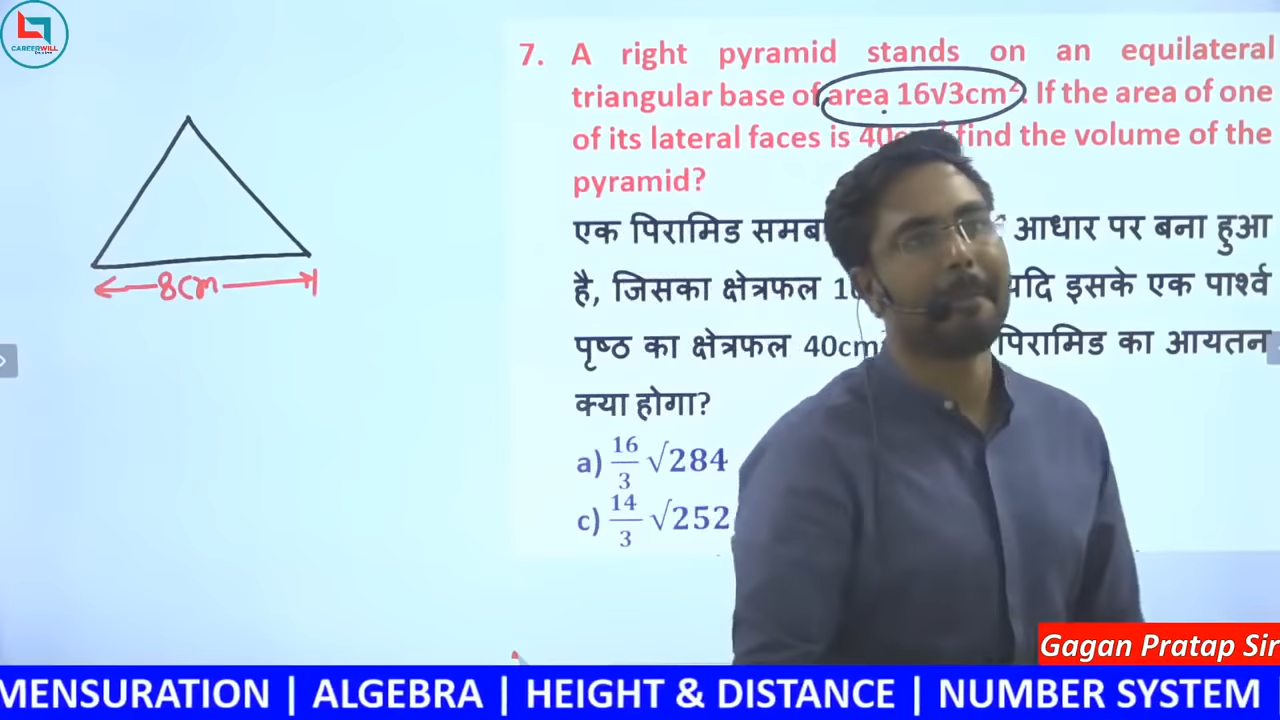 CAREERWILL
7. A right pyramid stands on an equilateral
triangular base of area 16√3cm². If the area of one
of its lateral faces is 40cm² find the volume of the
pyramid?
एक पिरामिड आधार पर बना हुआ
है, जिसका क्षेत्रफल यदि इसके एक पार्श्व
पृष्ठ का क्षेत्रफल 40cm पिरामिड का आयतन
क्या होगा?
a) 16/3 √284
c) 14/3 √252
8cm
Gagan Pratap Sir
MENSURATION | ALGEBRA | HEIGHT & DISTANCE | NUMBER SYSTEM